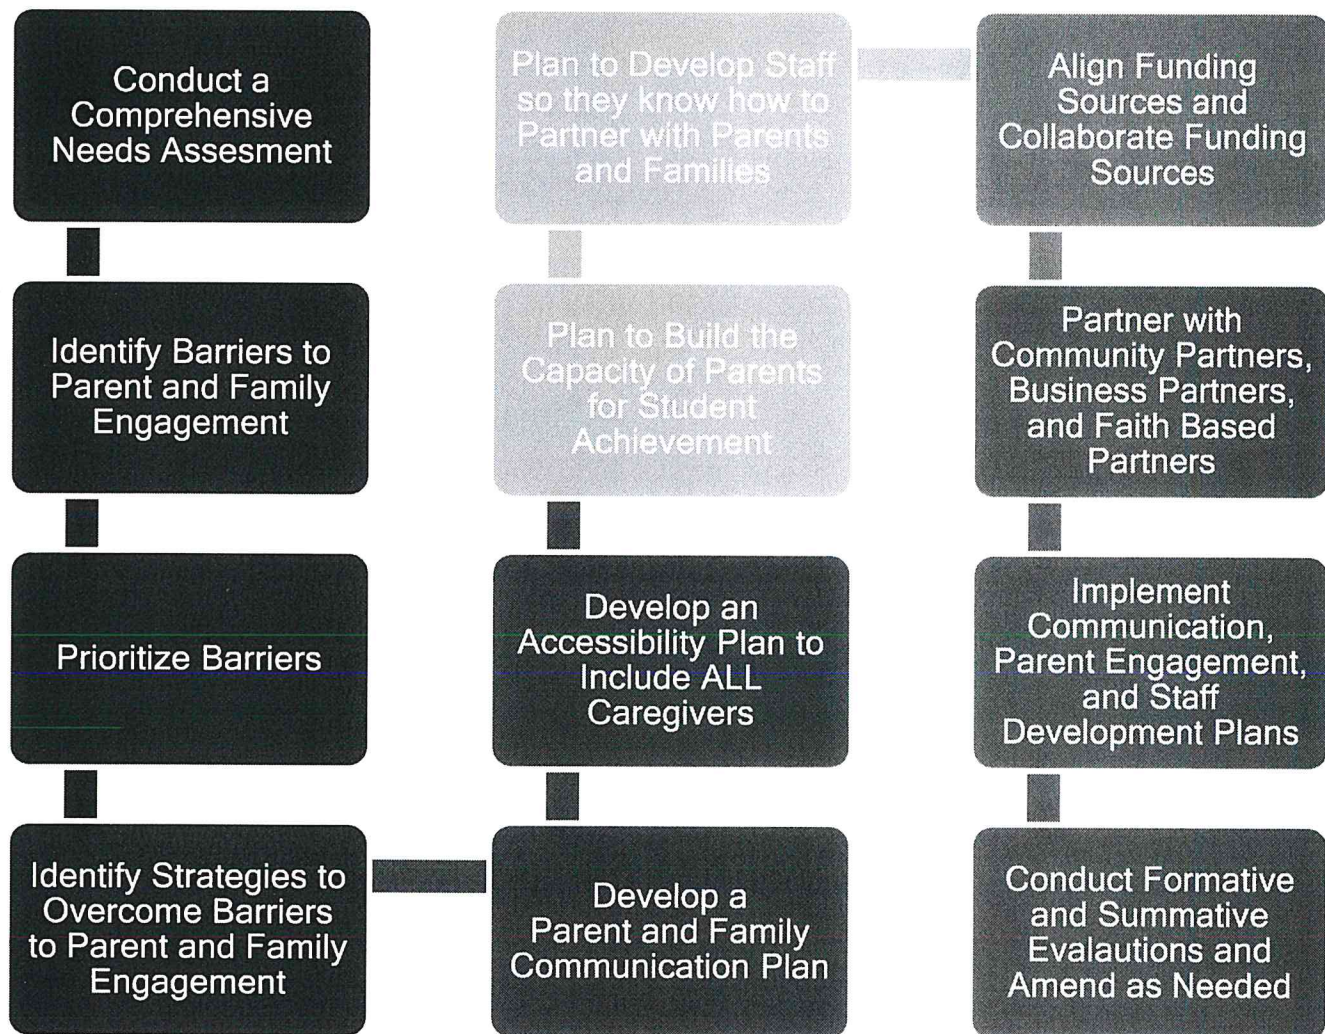 Conduct a
Comprehensive
Needs Assesment
Identify Barriers to
Parent and Family
Engagement
Prioritize Barriers
Identify Strategies to
Overcome Barriers
to Parent and Family
Engagement
Develop a
Parent and Family
Communication Plan
Develop an
Accessibility Plan to
Include ALL
Caregivers
Plan to Build the
Capacity of Parents
for Student
Achievement
Plan to Develop Staff
so they know how to
Partner with Parents
and Families
Align Funding
Sources and
Collaborate Funding
Sources
Partner with
Community Partners,
Business Partners,
and Faith Based
Partners
Implement
Communication,
Parent Engagement,
and Staff
Development Plans
Conduct Formative
and Summative
Evalautions and
Amend as Needed